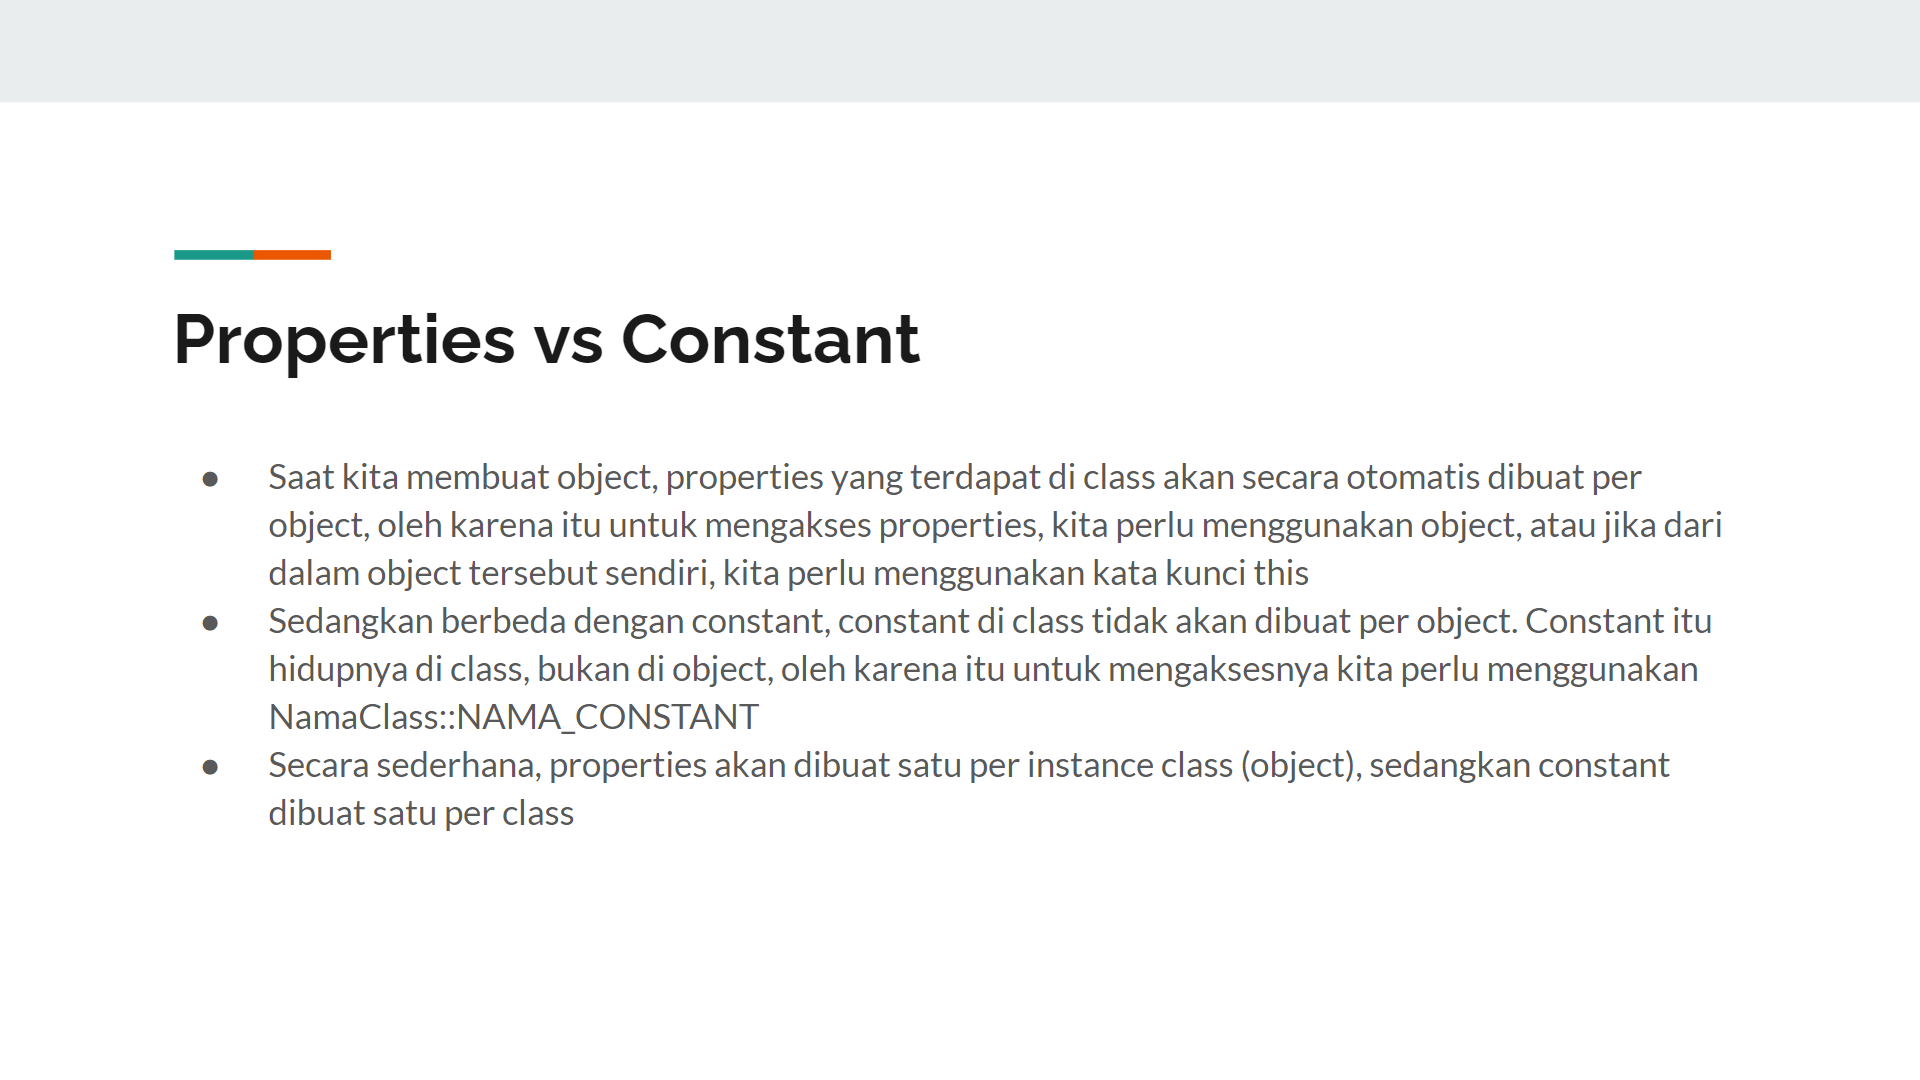 Properties vs Constant
● Saat kita membuat object, properties yang terdapat di class akan secara otomatis dibuat per
object, oleh karena itu untuk mengakses properties, kita perlu menggunakan object, atau jika dari
dalam object tersebut sendiri, kita perlu menggunakan kata kunci this
● Sedangkan berbeda dengan constant, constant di class tidak akan dibuat per object. Constant itu
hidupnya di class, bukan di object, oleh karena itu untuk mengaksesnya kita perlu menggunakan
NamaClass::NAMA_CONSTANT
● Secara sederhana, properties akan dibuat satu per instance class (object), sedangkan constant
dibuat satu per class